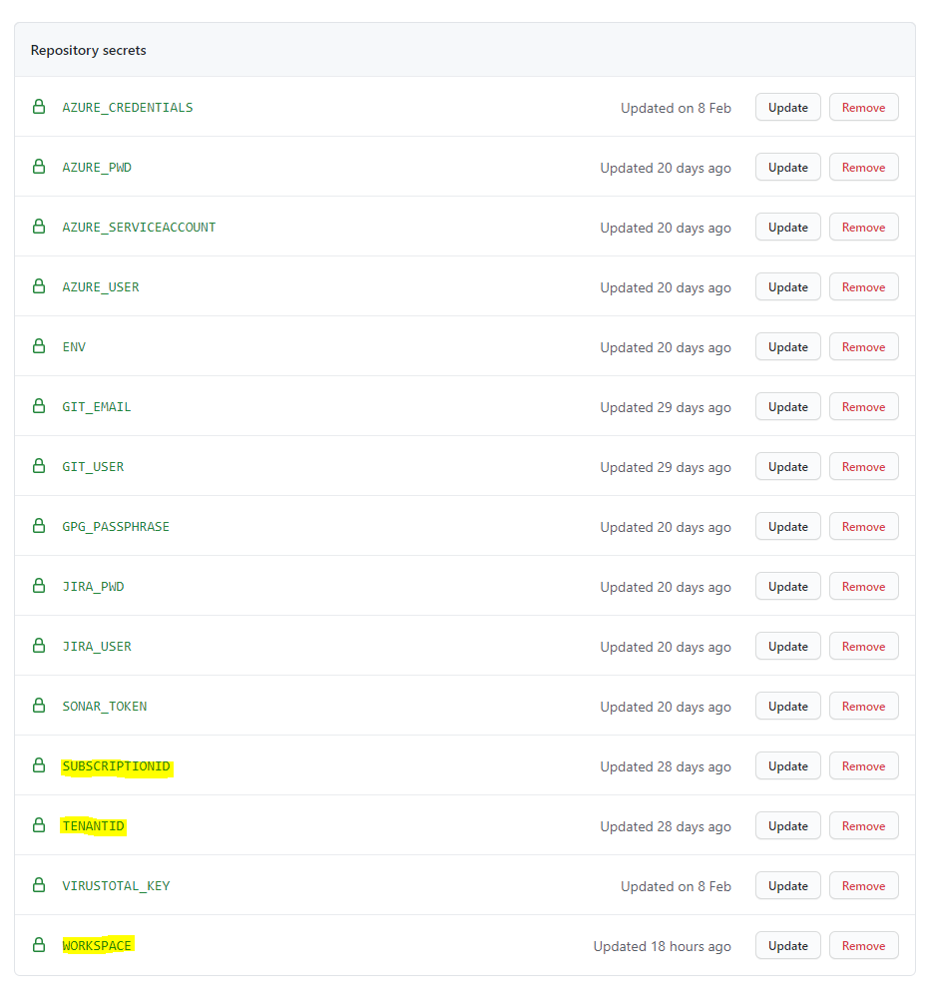 Repository secrets
AZURE_CREDENTIALS Updated on 8 Feb Update Remove
AZURE_PWD Updated 20 days ago Update Remove
AZURE_SERVICEACCOUNT Updated 20 days ago Update Remove
AZURE_USER Updated 20 days ago Update Remove
ENV Updated 20 days ago Update Remove
GIT_EMAIL Updated 29 days ago Update Remove
GIT_USER Updated 29 days ago Update Remove
GPG_PASSPHRASE Updated 20 days ago Update Remove
JIRA_PWD Updated 20 days ago Update Remove
JIRA_USER Updated 20 days ago Update Remove
SONAR_TOKEN Updated 20 days ago Update Remove
SUBSCRIPTIONID Updated 28 days ago Update Remove
TENANTID Updated 28 days ago Update Remove
VIRUSTOTAL_KEY Updated on 8 Feb Update Remove
WORKSPACE Updated 18 hours ago Update Remove